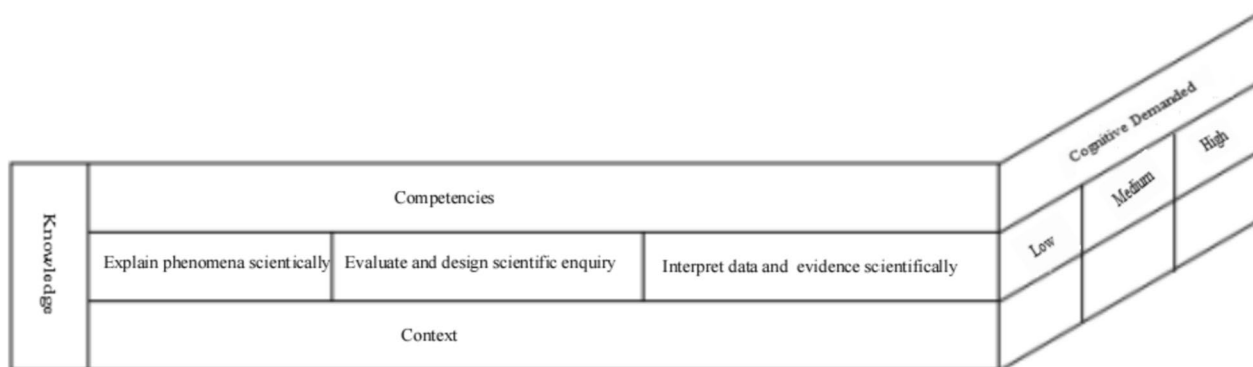 Cognitive Demanded
High
Medium
Low
Competencies
Knowledge
Explain phenomena scientically
Evaluate and design scientific enquiry
Interpret data and evidence scientifically
Context